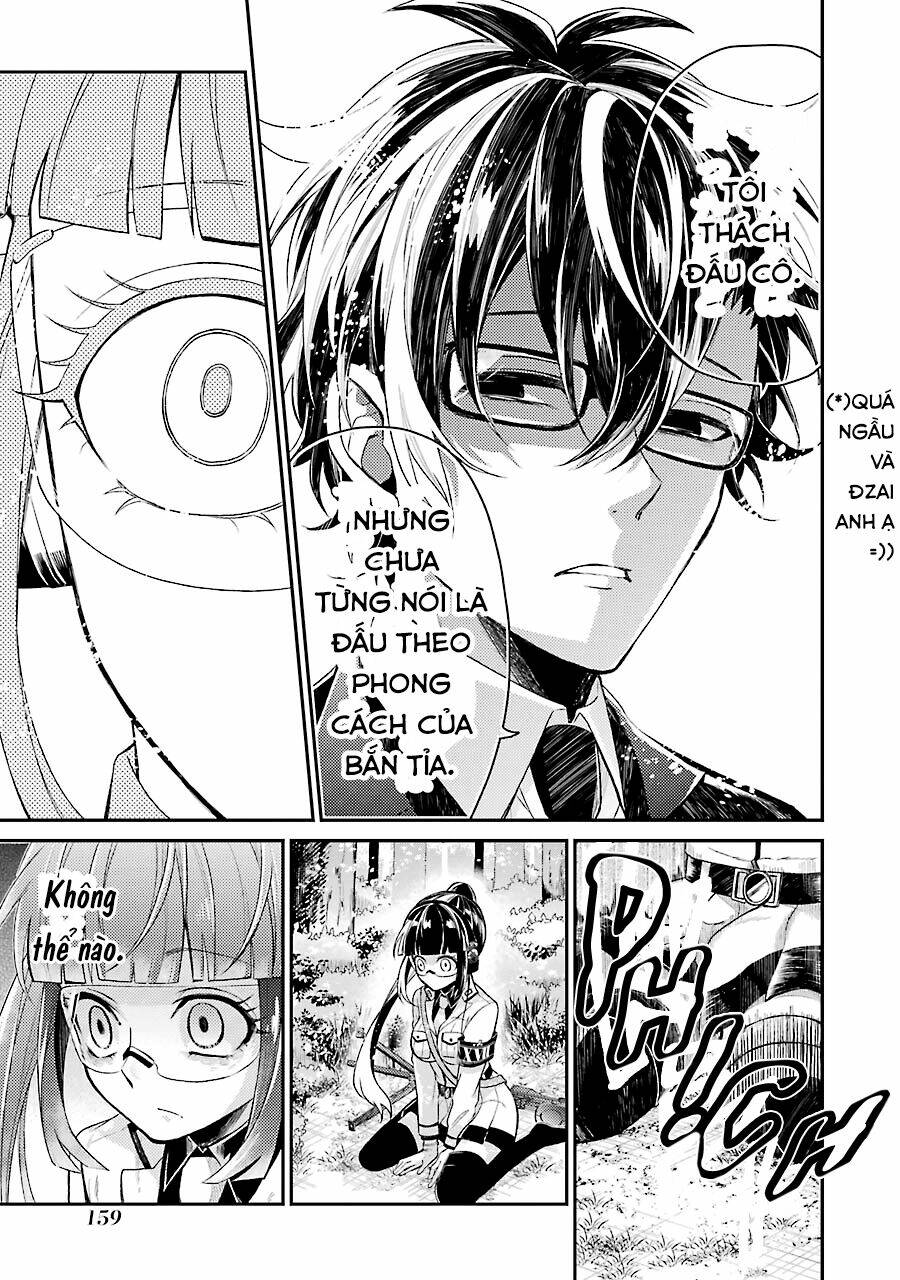 TÔI
THÁCH
ĐẤU CÔ.
(*)QUÁ
NGẦU
VÀ
ĐZAI
ANH Ạ
=))
NHƯNG
CHƯA
TỪNG NÓI LÀ
ĐẤU THEO
PHONG
CÁCH CỦA
BẮN TỈA.
PHỊCH
Không
thể nào.
159